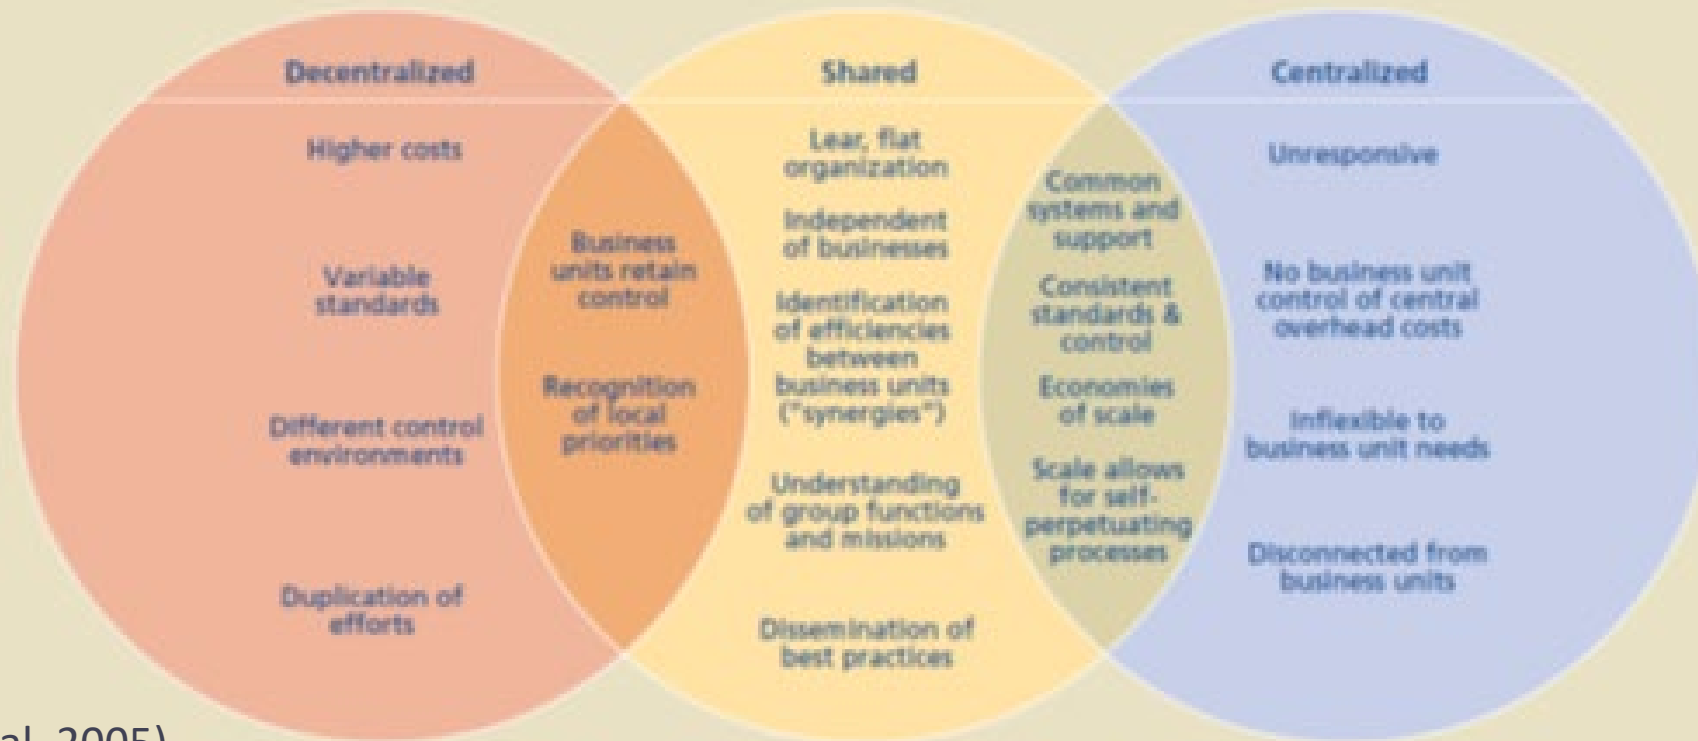 Decentralized
Higher costs
Variable
standards
Different control
environments
Duplication of
efforts
Business
units retain
control
Recognition
of local
priorities
Shared
Lear, flat
organization
Independent
of businesses
Identification
of efficiencies
between
business units
("synergies")
Understanding
of group functions
and missions
Dissemination of
best practices
Common
systems and
support
Consistent
standards &
control
Economies
of scale
Scale allows
for self-
perpetuating
processes
Centralized
Unresponsive
No business unit
control of central
overhead costs
Inflexible to
business unit needs
Disconnected from
business units
al. 2005)